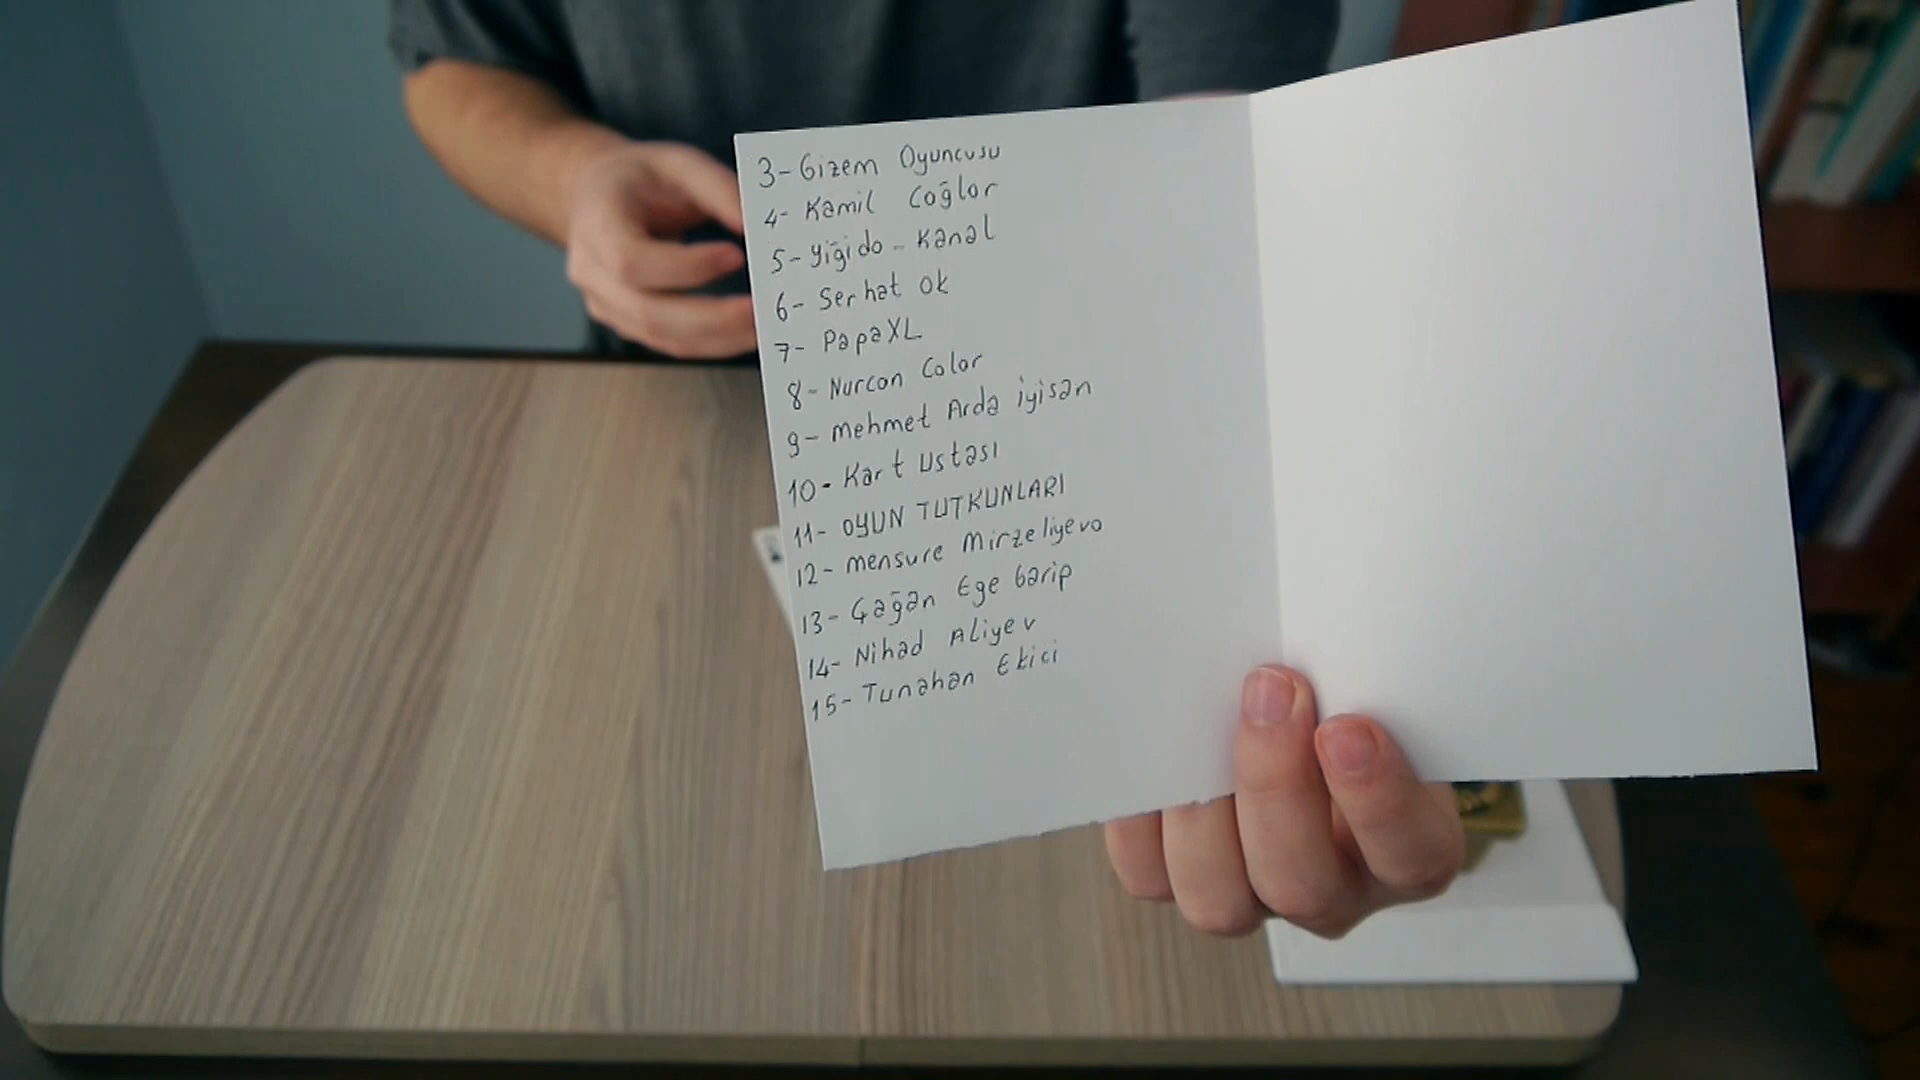 3- Gizem Oyuncusu
4- Kamil Coğlar
5- Yiğido - Kanal
6- Serhat Ok
7- PapaXL
8- Nurcan Color
9- Mehmet Arda İyisan
10- Kart Ustası
11- OYUN TUTKUNLARI
12- Mensure Mirzeliyeva
13- Çağan Ege Garip
14- Nihad Aliyev
15- Tunahan Ekici